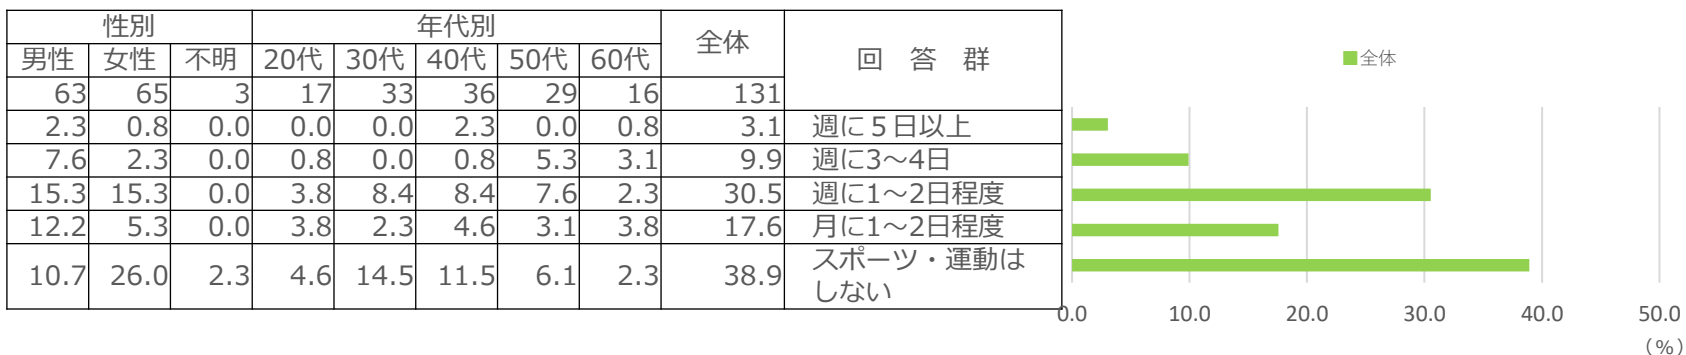 性別 年代別 全体 回 答 群
男性 女性 不明 20代 30代 40代 50代 60代
63 65 3 17 33 36 29 16 131
2.3 0.8 0.0 0.0 0.0 2.3 0.0 0.8 3.1 週に５日以上
7.6 2.3 0.0 0.8 0.0 0.8 5.3 3.1 9.9 週に3～4日
15.3 15.3 0.0 3.8 8.4 8.4 7.6 2.3 30.5 週に1～2日程度
12.2 5.3 0.0 3.8 2.3 4.6 3.1 3.8 17.6 月に1～2日程度
10.7 26.0 2.3 4.6 14.5 11.5 6.1 2.3 38.9 スポーツ・運動は
しない
全体
0.0 10.0 20.0 30.0 40.0 50.0
（%）